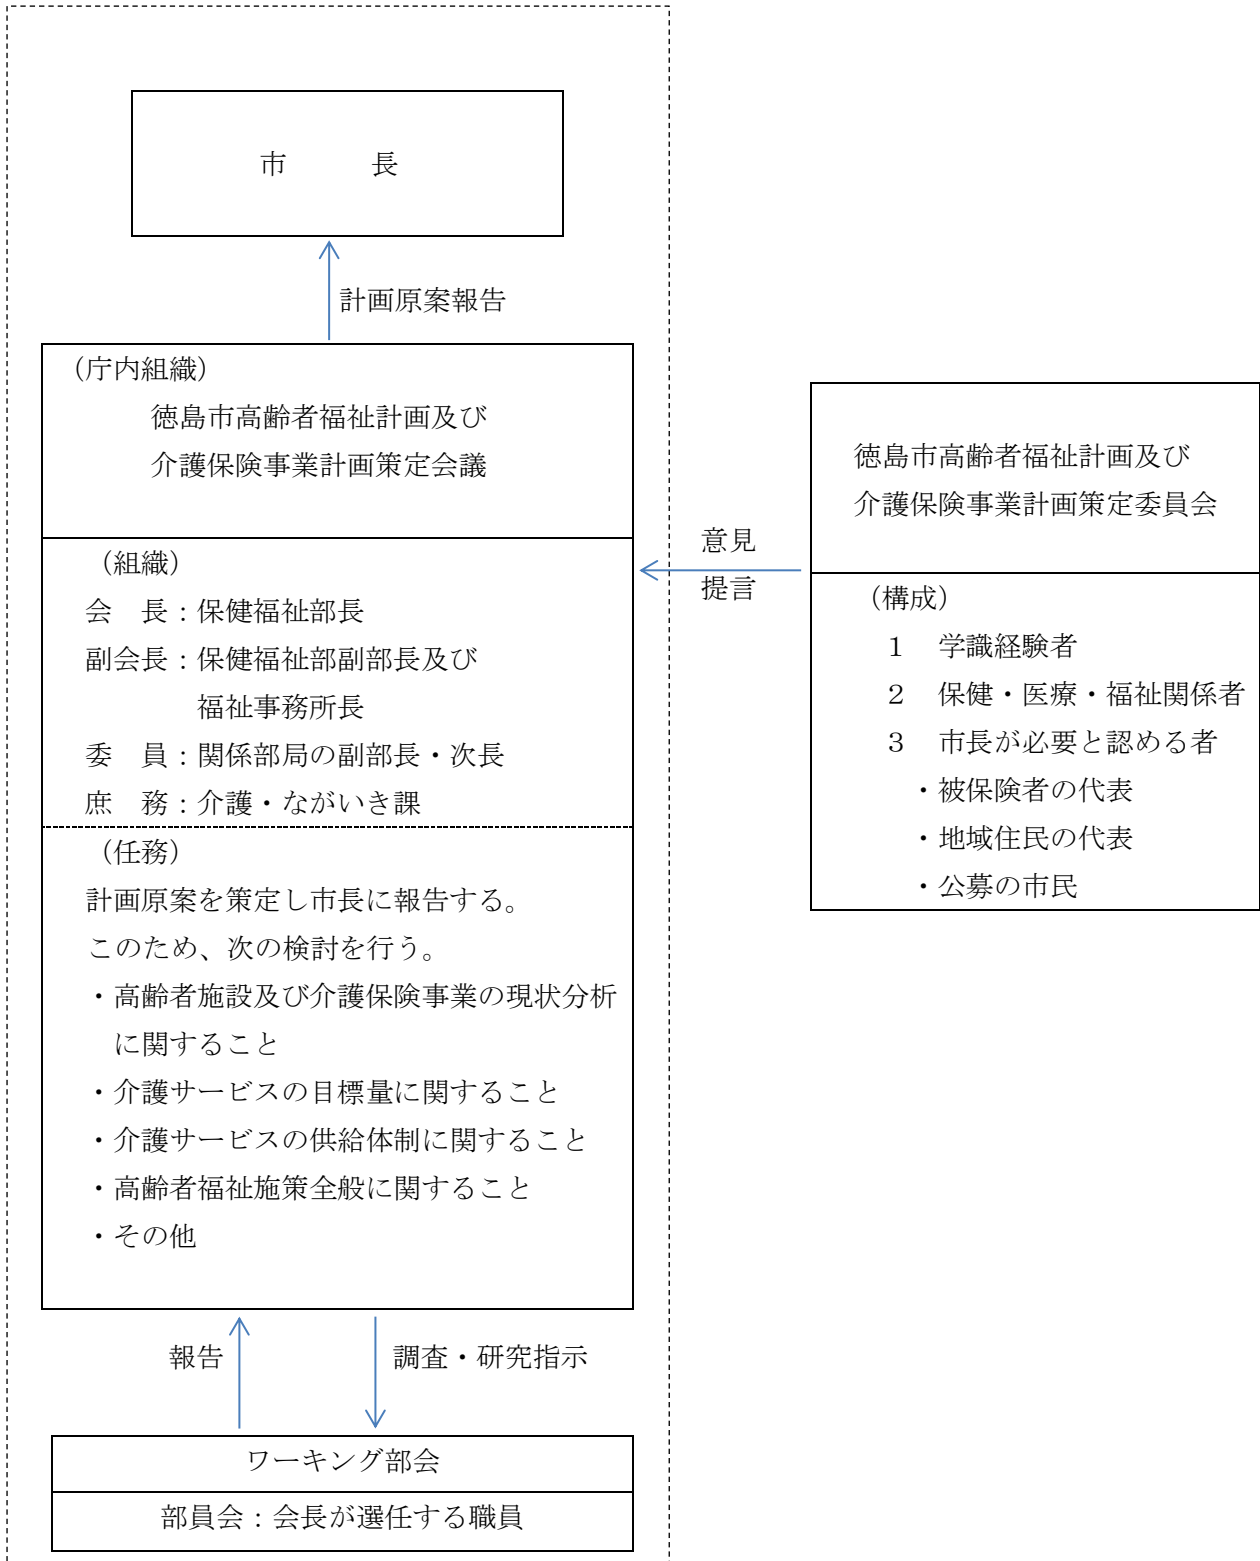 市　　　長
計画原案報告
（庁内組織）
徳島市高齢者福祉計画及び
介護保険事業計画策定会議
（組織）
会　長：保健福祉部長
副会長：保健福祉部副部長及び
福祉事務所長
委　員：関係部局の副部長・次長
庶　務：介護・ながいき課
（任務）
計画原案を策定し市長に報告する。
このため、次の検討を行う。
・高齢者施設及び介護保険事業の現状分析
に関すること
・介護サービスの目標量に関すること
・介護サービスの供給体制に関すること
・高齢者福祉施策全般に関すること
・その他
意見
提言
徳島市高齢者福祉計画及び
介護保険事業計画策定委員会
（構成）
１　学識経験者
２　保健・医療・福祉関係者
３　市長が必要と認める者
・被保険者の代表
・地域住民の代表
・公募の市民
報告
調査・研究指示
ワーキング部会
部員会：会長が選任する職員